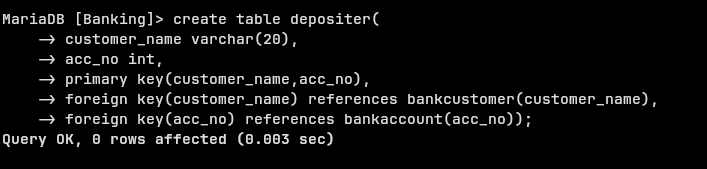 MariaDB [Banking]> create table depositer(
    -> customer_name varchar(20),
    -> acc_no int,
    -> primary key(customer_name,acc_no),
    -> foreign key(customer_name) references bankcustomer(customer_name),
    -> foreign key(acc_no) references bankaccount(acc_no));
Query OK, 0 rows affected (0.003 sec)